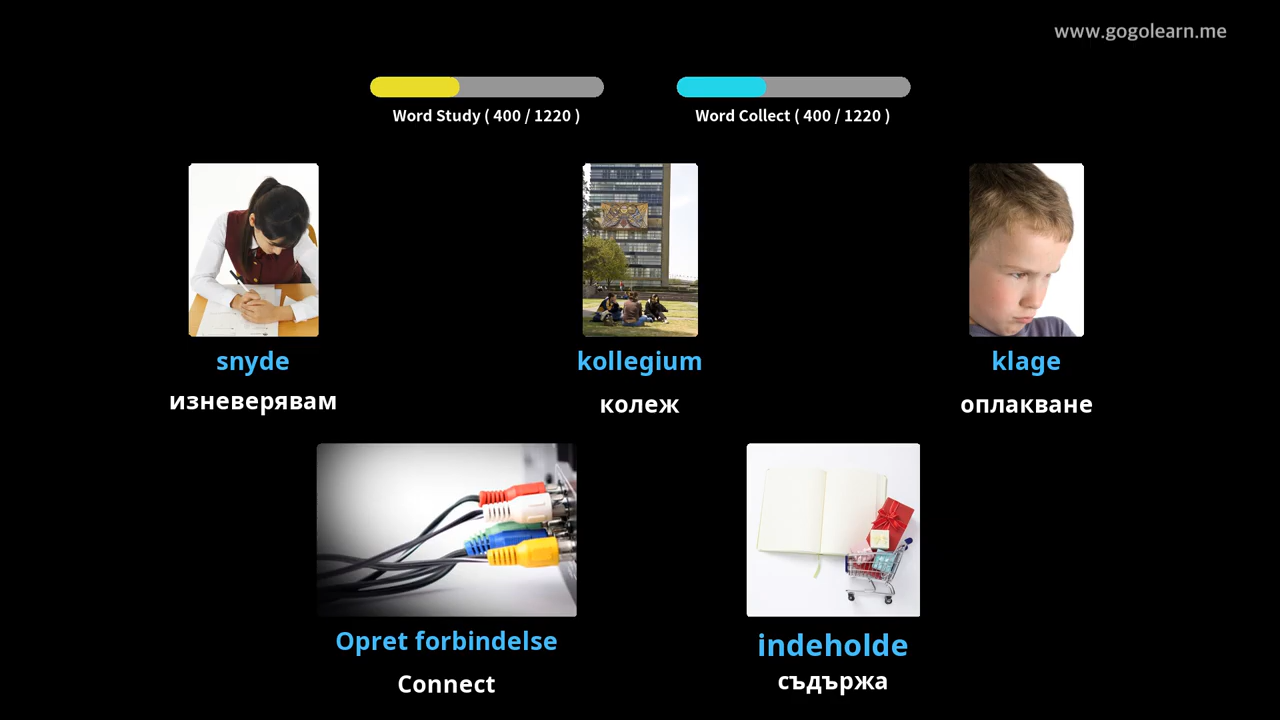 www.gogolearn.me
Word Study ( 400 / 1220 )
Word Collect ( 400 / 1220 )
snyde
изневерявам
kollegium
колеж
klage
оплакване
Opret forbindelse
Connect
indeholde
съдържа